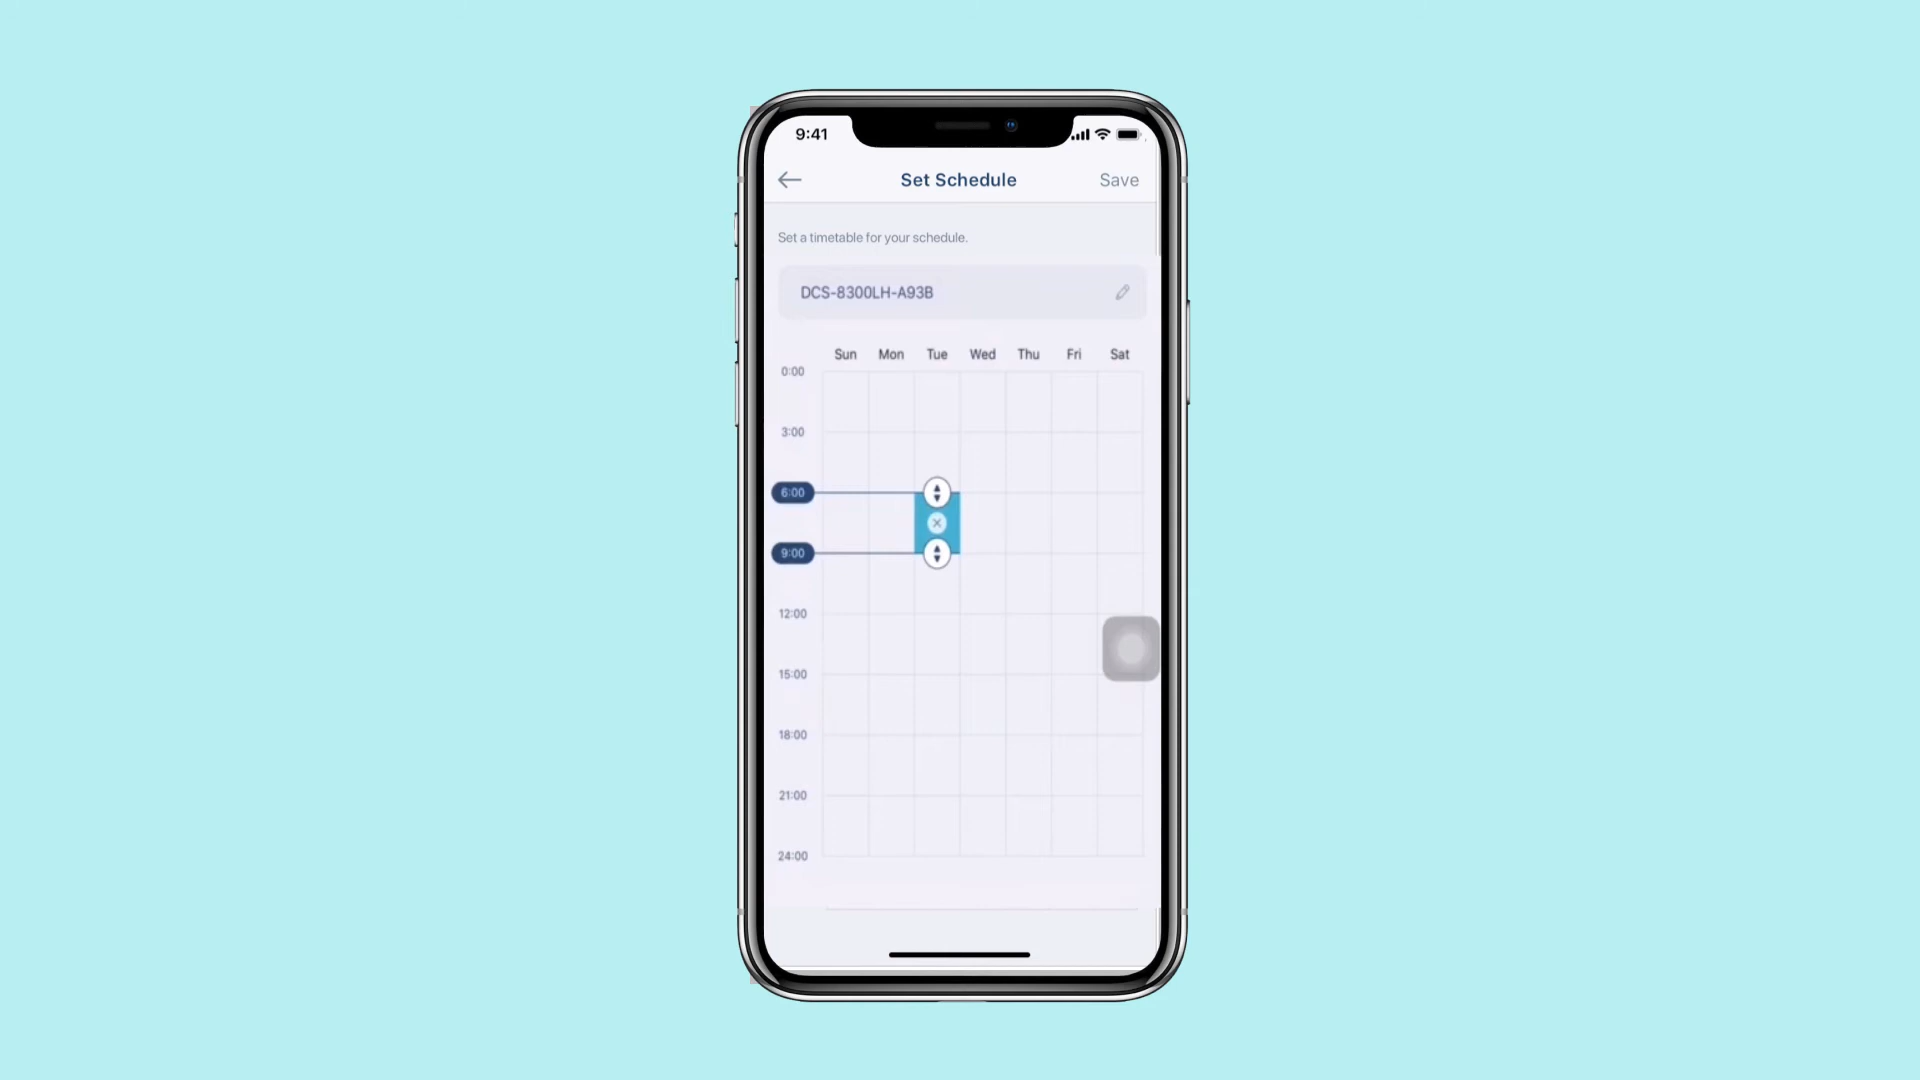 9:41
Set Schedule
Save
Set a timetable for your schedule.
DCS-8300LH-A93B
Sun Mon Tue Wed Thu Fri Sat
0:00
3:00
6:00
9:00
12:00
15:00
18:00
21:00
24:00